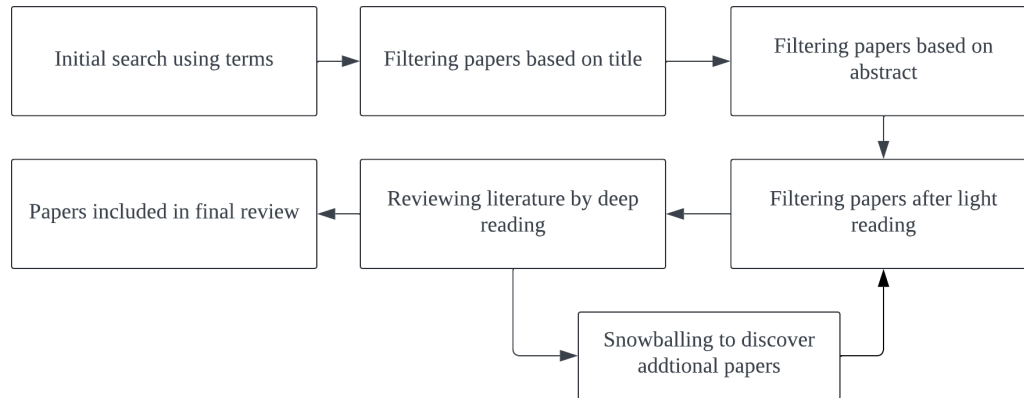 Initial search using terms
Filtering papers based on title
Filtering papers based on
abstract
Papers included in final review
Reviewing literature by deep
reading
Filtering papers after light
reading
Snowballing to discover
addtional papers